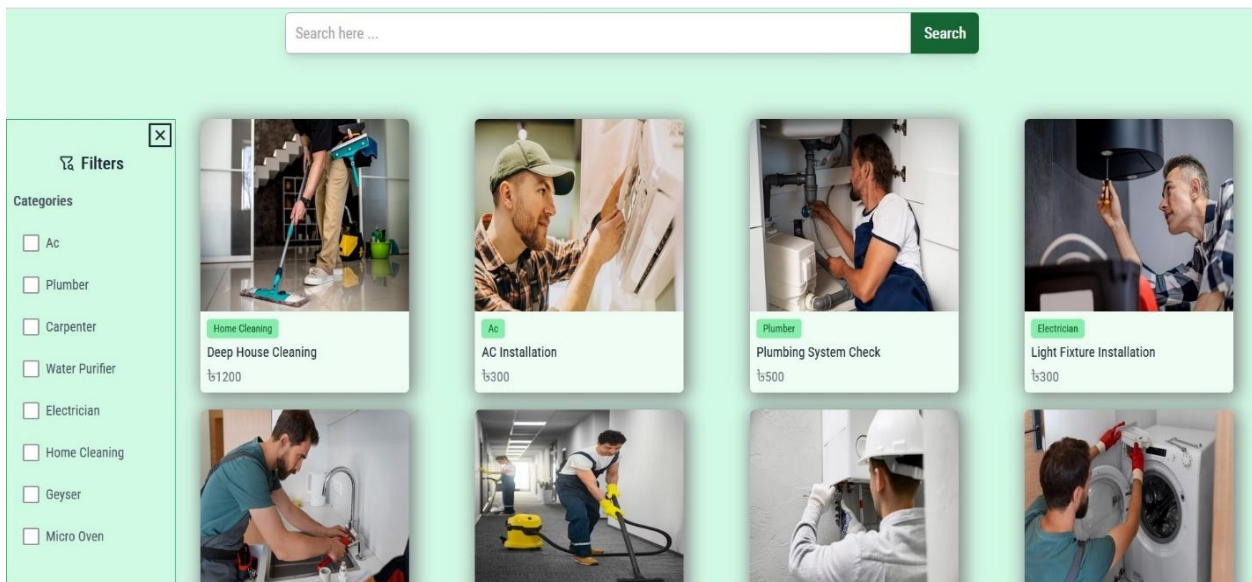 Search here ...
Search
Filters
Categories
Ac
Plumber
Carpenter
Water Purifier
Electrician
Home Cleaning
Geyser
Micro Oven
Home Cleaning
Deep House Cleaning
৳1200
Ac
AC Installation
৳300
Plumber
Plumbing System Check
৳500
Electrician
Light Fixture Installation
৳300